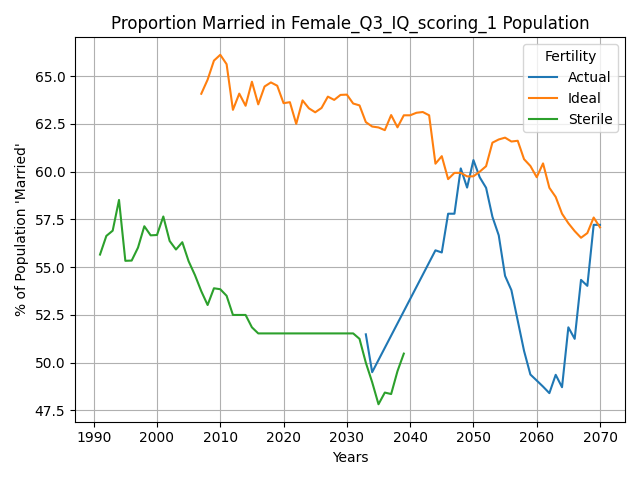 Proportion Married in Female_Q3_IQ_scoring_1 Population
Fertility
Actual
Ideal
Sterile
% of Population 'Married'
65.0
62.5
60.0
57.5
55.0
52.5
50.0
47.5
1990 2000 2010 2020 2030 2040 2050 2060 2070
Years